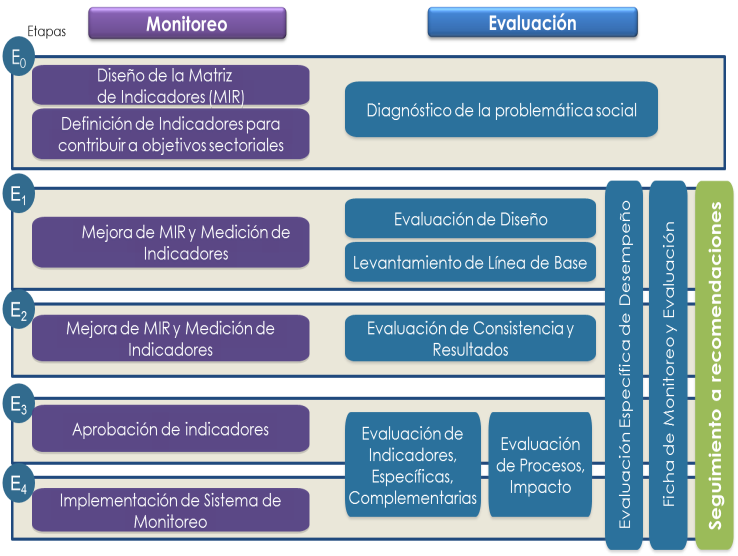 Etapas
Monitoreo
Evaluación
E0
Diseño de la Matriz
de Indicadores (MIR)
Definición de Indicadores para
contribuir a objetivos sectoriales
Diagnóstico de la problemática social
E1
Mejora de MIR y Medición de
Indicadores
Evaluación de Diseño
Levantamiento de Línea de Base
E2
Mejora de MIR y Medición de
Indicadores
Evaluación de Consistencia y
Resultados
E3
Aprobación de indicadores
E4
Implementación de Sistema de
Monitoreo
Evaluación de
Indicadores,
Específicas,
Complementarias
Evaluación
de Procesos,
Impacto
Evaluación Específica de Desempeño
Ficha de Monitoreo y Evaluación
Seguimiento a recomendaciones